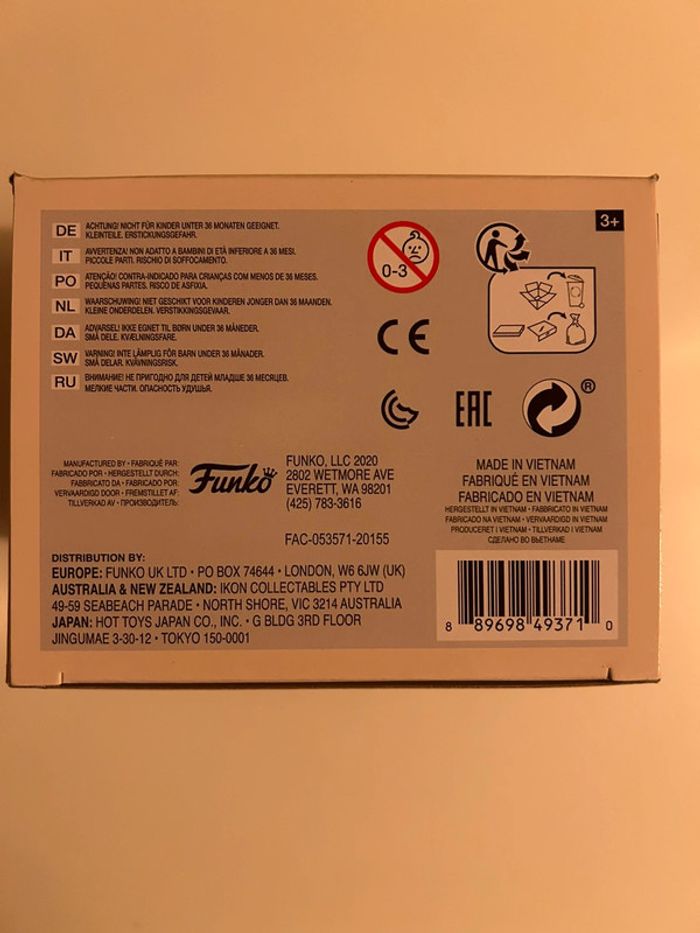 3+
DE ACHTUNG! NICHT FÜR KINDER UNTER 36 MONATEN GEEIGNET.
KLEINTEILE. ERSTICKUNGSGEFAHR.
IT AVVERTENZA! NON ADATTO A BAMBINI DI ETÀ INFERIORE A 36 MESI.
PICCOLE PARTI. RISCHIO DI SOFFOCAMENTO.
PO ATENÇÃO! CONTRA-INDICADO PARA CRIANÇAS COM MENOS DE 36 MESES.
PEQUENAS PARTES. RISCO DE ASFIXIA.
NL WAARSCHUWING! NIET GESCHIKT VOOR KINDEREN JONGER DAN 36 MAANDEN.
KLEINE ONDERDELEN. VERSTIKKINGSGEVAAR.
DA ADVARSEL! IKKE EGNET TIL BØRN UNDER 36 MÅNEDER.
SMÅ DELE. KVÆLNINGSFARE.
SW VARNING! INTE LÄMPLIG FÖR BARN UNDER 36 MÅNADER.
SMÅ DELAR. KVÄVNINGSRISK.
RU ВНИМАНИЕ! НЕ ПРИГОДНО ДЛЯ ДЕТЕЙ МЛАДШЕ 36 МЕСЯЦЕВ.
МЕЛКИЕ ЧАСТИ. ОПАСНОСТЬ УДУШЬЯ.
0-3
CE
EAC
®
MANUFACTURED BY • FABRIQUÉ PAR:
FABRICADO POR • HERGESTELLT DURCH:
FABBRICATO DA • FABRICADO POR:
VERVAARDIGD DOOR • FREMSTILLET AF:
TILLVERKAD AV • ПРОИЗВОДИТЕЛЬ:
Funko
FUNKO, LLC 2020
2802 WETMORE AVE
EVERETT, WA 98201
(425) 783-3616
FAC-053571-20155
MADE IN VIETNAM
FABRIQUÉ EN VIETNAM
FABRICADO EN VIETNAM
HERGESTELLT IN VIETNAM • FABBRICATO IN VIETNAM
FABRICADO NA VIETNAM • VERVAARDIGD IN VIETNAM
PRODUCERET I VIETNAM • TILLVERKAD I VIETNAM
СДЕЛАНО ВО ВЬЕТНАМЕ
DISTRIBUTION BY:
EUROPE: FUNKO UK LTD • PO BOX 74644 • LONDON, W6 6JW (UK)
AUSTRALIA & NEW ZEALAND: IKON COLLECTABLES PTY LTD
49-59 SEABEACH PARADE • NORTH SHORE, VIC 3214 AUSTRALIA
JAPAN: HOT TOYS JAPAN CO., INC. • G BLDG 3RD FLOOR
JINGUMAE 3-30-12 • TOKYO 150-0001
8 89698 49371 0